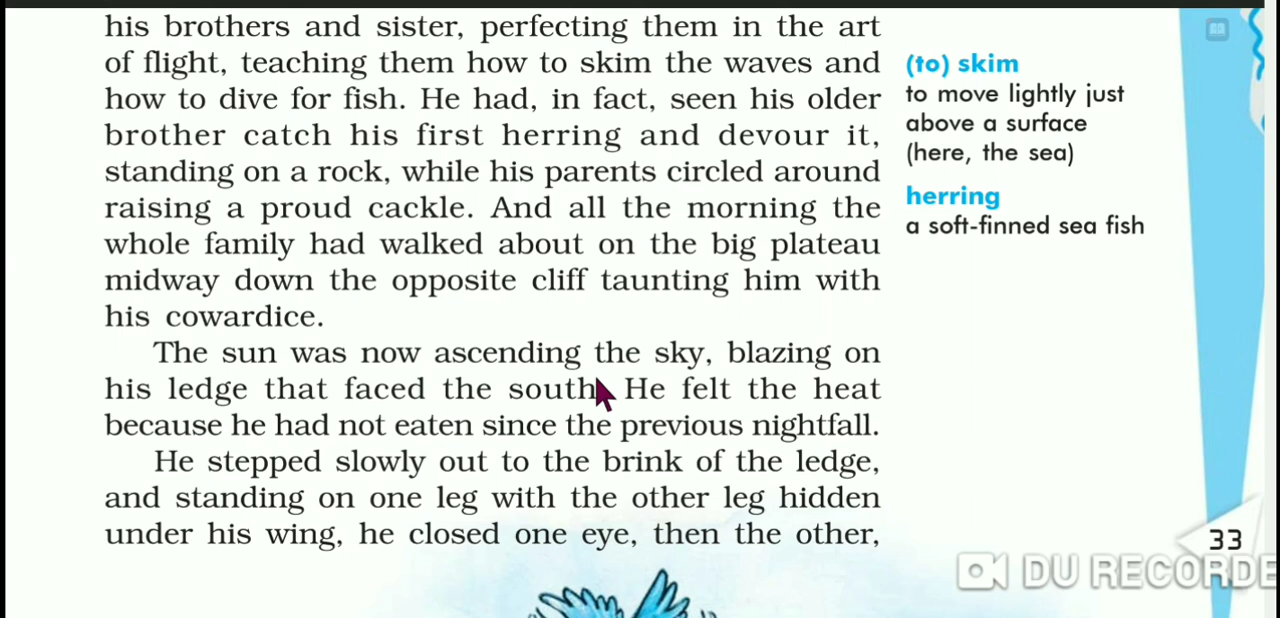 his brothers and sister, perfecting them in the art
of flight, teaching them how to skim the waves and
how to dive for fish. He had, in fact, seen his older
brother catch his first herring and devour it,
standing on a rock, while his parents circled around
raising a proud cackle. And all the morning the
whole family had walked about on the big plateau
midway down the opposite cliff taunting him with
his cowardice.
The sun was now ascending the sky, blazing on
his ledge that faced the south. He felt the heat
because he had not eaten since the previous nightfall.
He stepped slowly out to the brink of the ledge,
and standing on one leg with the other leg hidden
under his wing, he closed one eye, then the other,
(to) skim
to move lightly just
above a surface
(here, the sea)
herring
a soft-finned sea fish
33
DU RECORDE